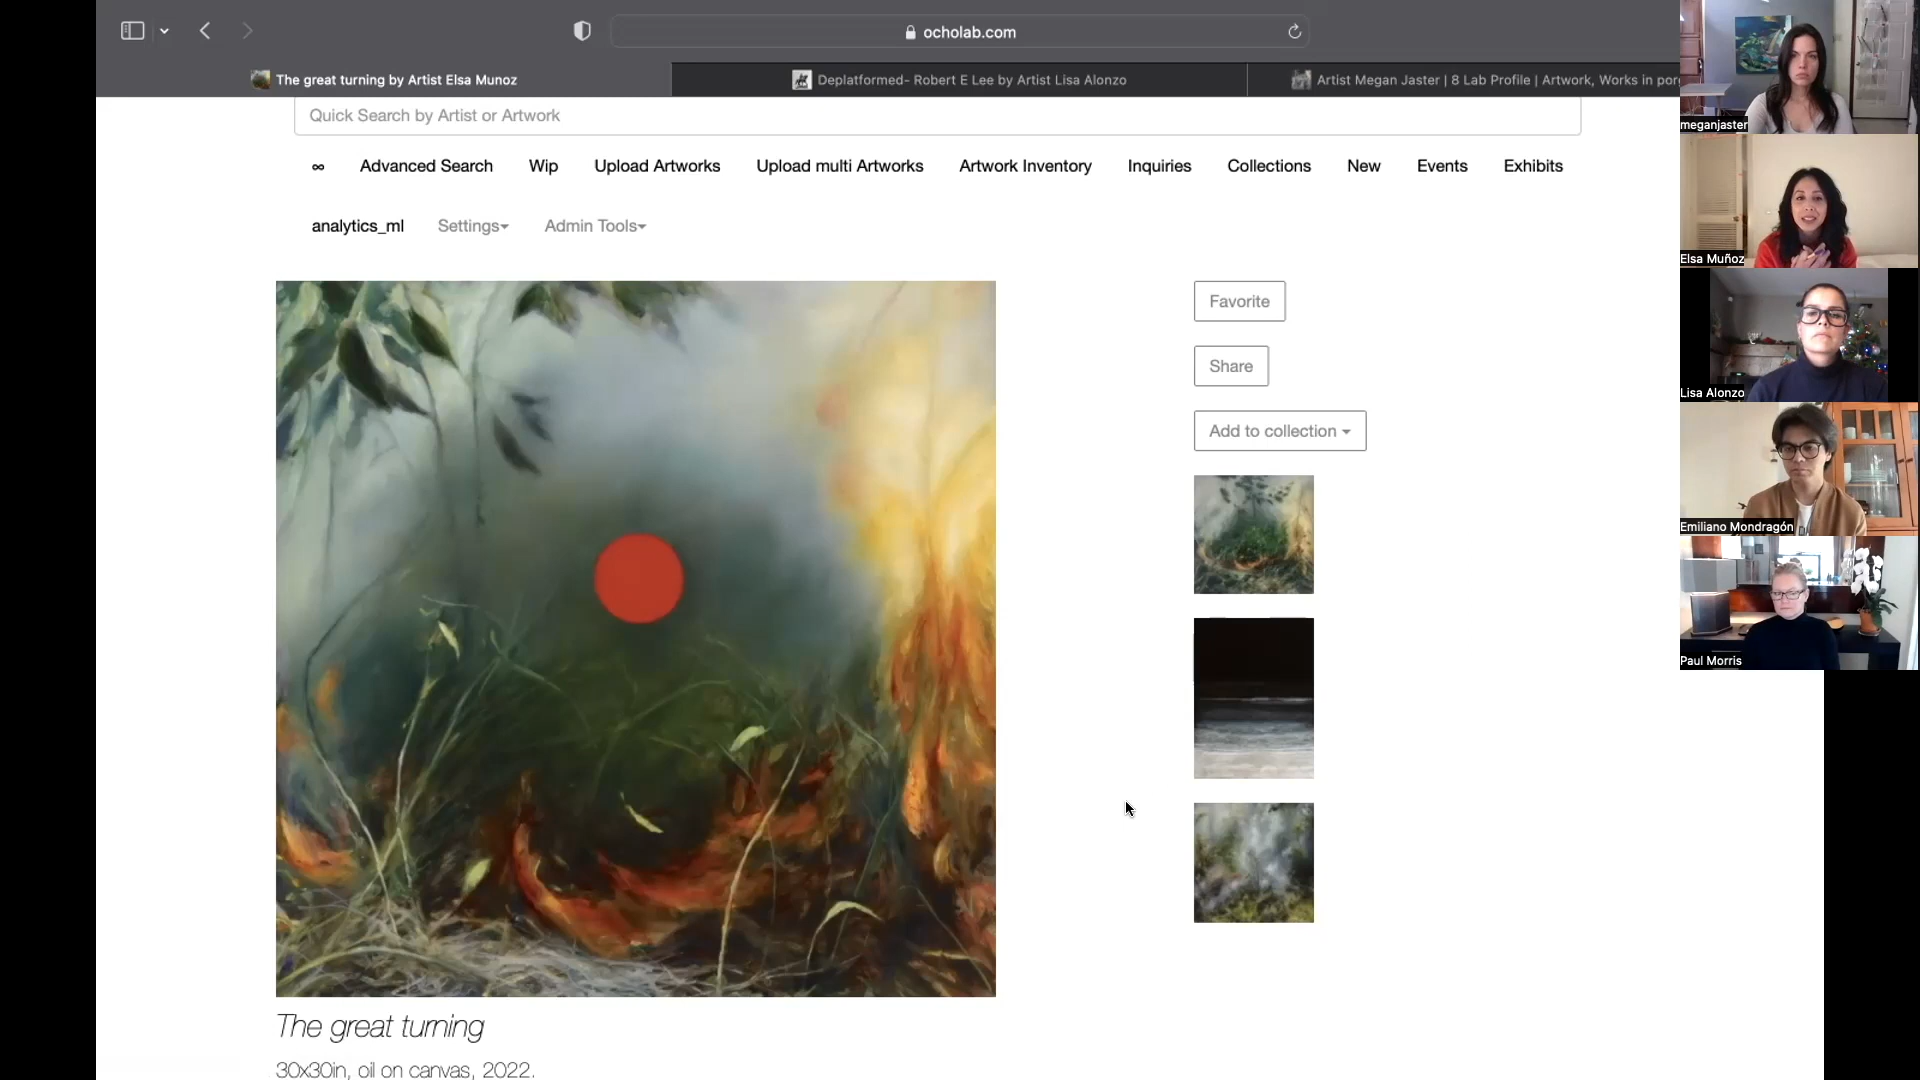 ocholab.com
The great turning by Artist Elsa Munoz
Deplatformed- Robert E Lee by Artist Lisa Alonzo
Artist Megan Jaster | 8 Lab Profile | Artwork, Works in por
Quick Search by Artist or Artwork
∞ Advanced Search Wip Upload Artworks Upload multi Artworks Artwork Inventory Inquiries Collections New Events Exhibits
analytics_ml Settings Admin Tools
Favorite
Share
Add to collection
The great turning
30x30in, oil on canvas, 2022.
meganjaster
Elsa Muñoz
Lisa Alonzo
Emiliano Mondragón
Paul Morris